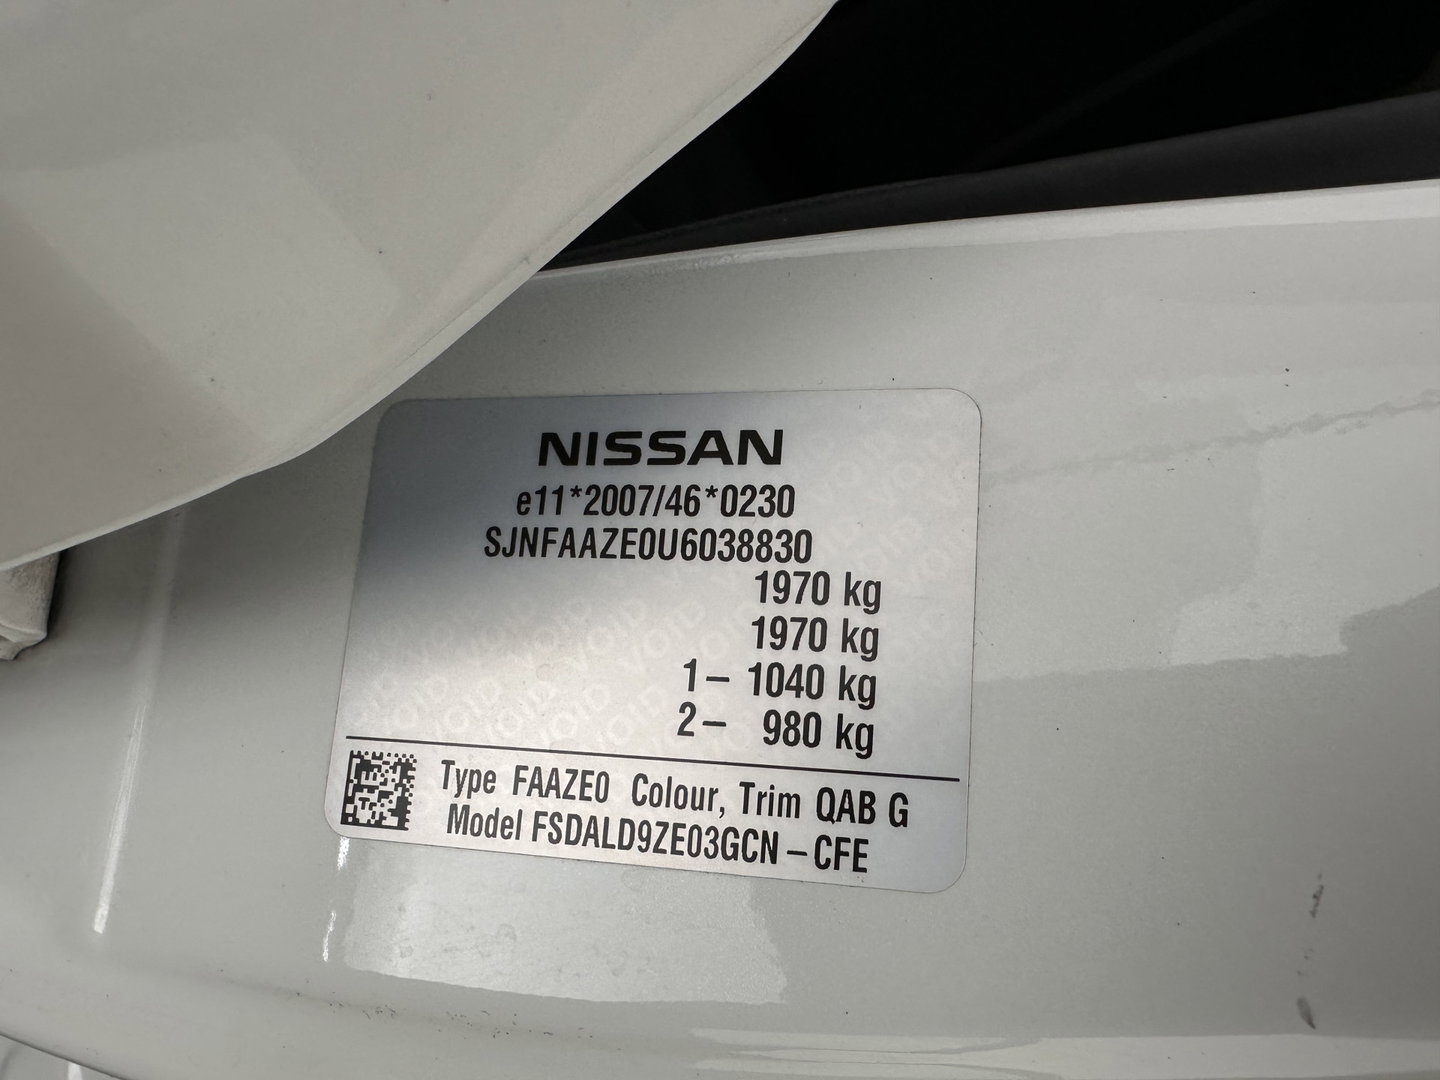 NISSAN
e11*2007/46*0230
SJNFAAZE0U6038830
1970 kg
1970 kg
1– 1040 kg
2– 980 kg
Type FAAZE0 Colour, Trim QAB G
Model FSDALD9ZE03GCN – CFE